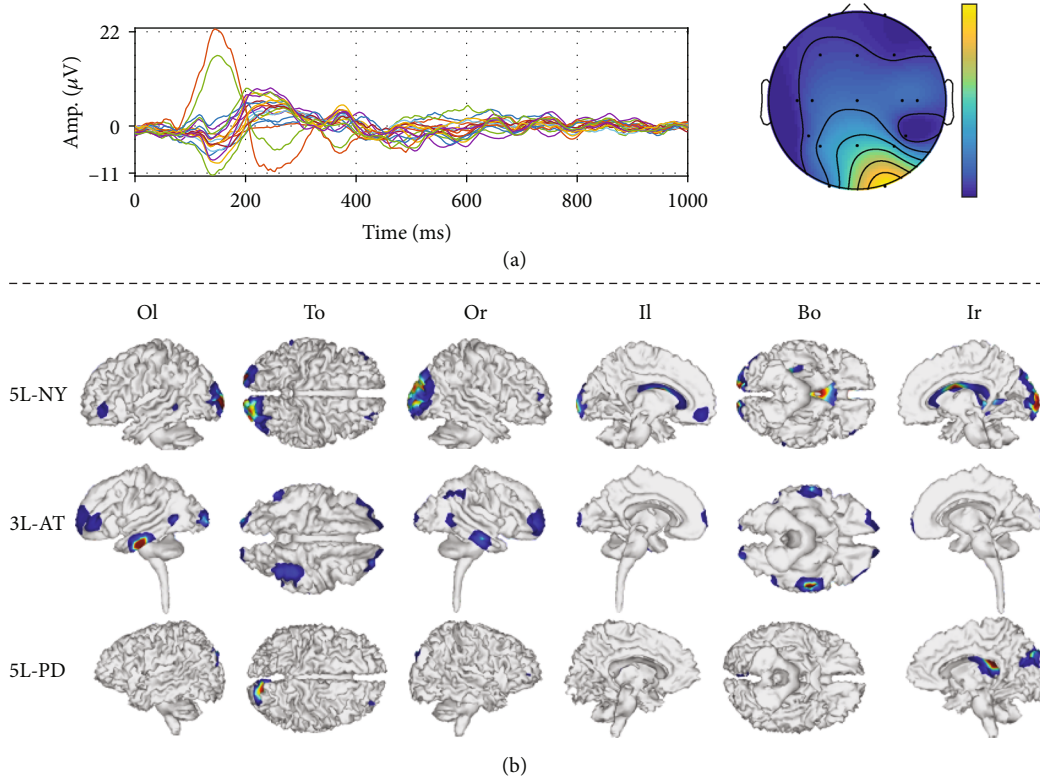 22
0
−11
Amp. (μV)
0 200 400 600 800 1000
Time (ms)
(a)
Ol To Or Il Bo Ir
5L-NY
3L-AT
5L-PD
(b)